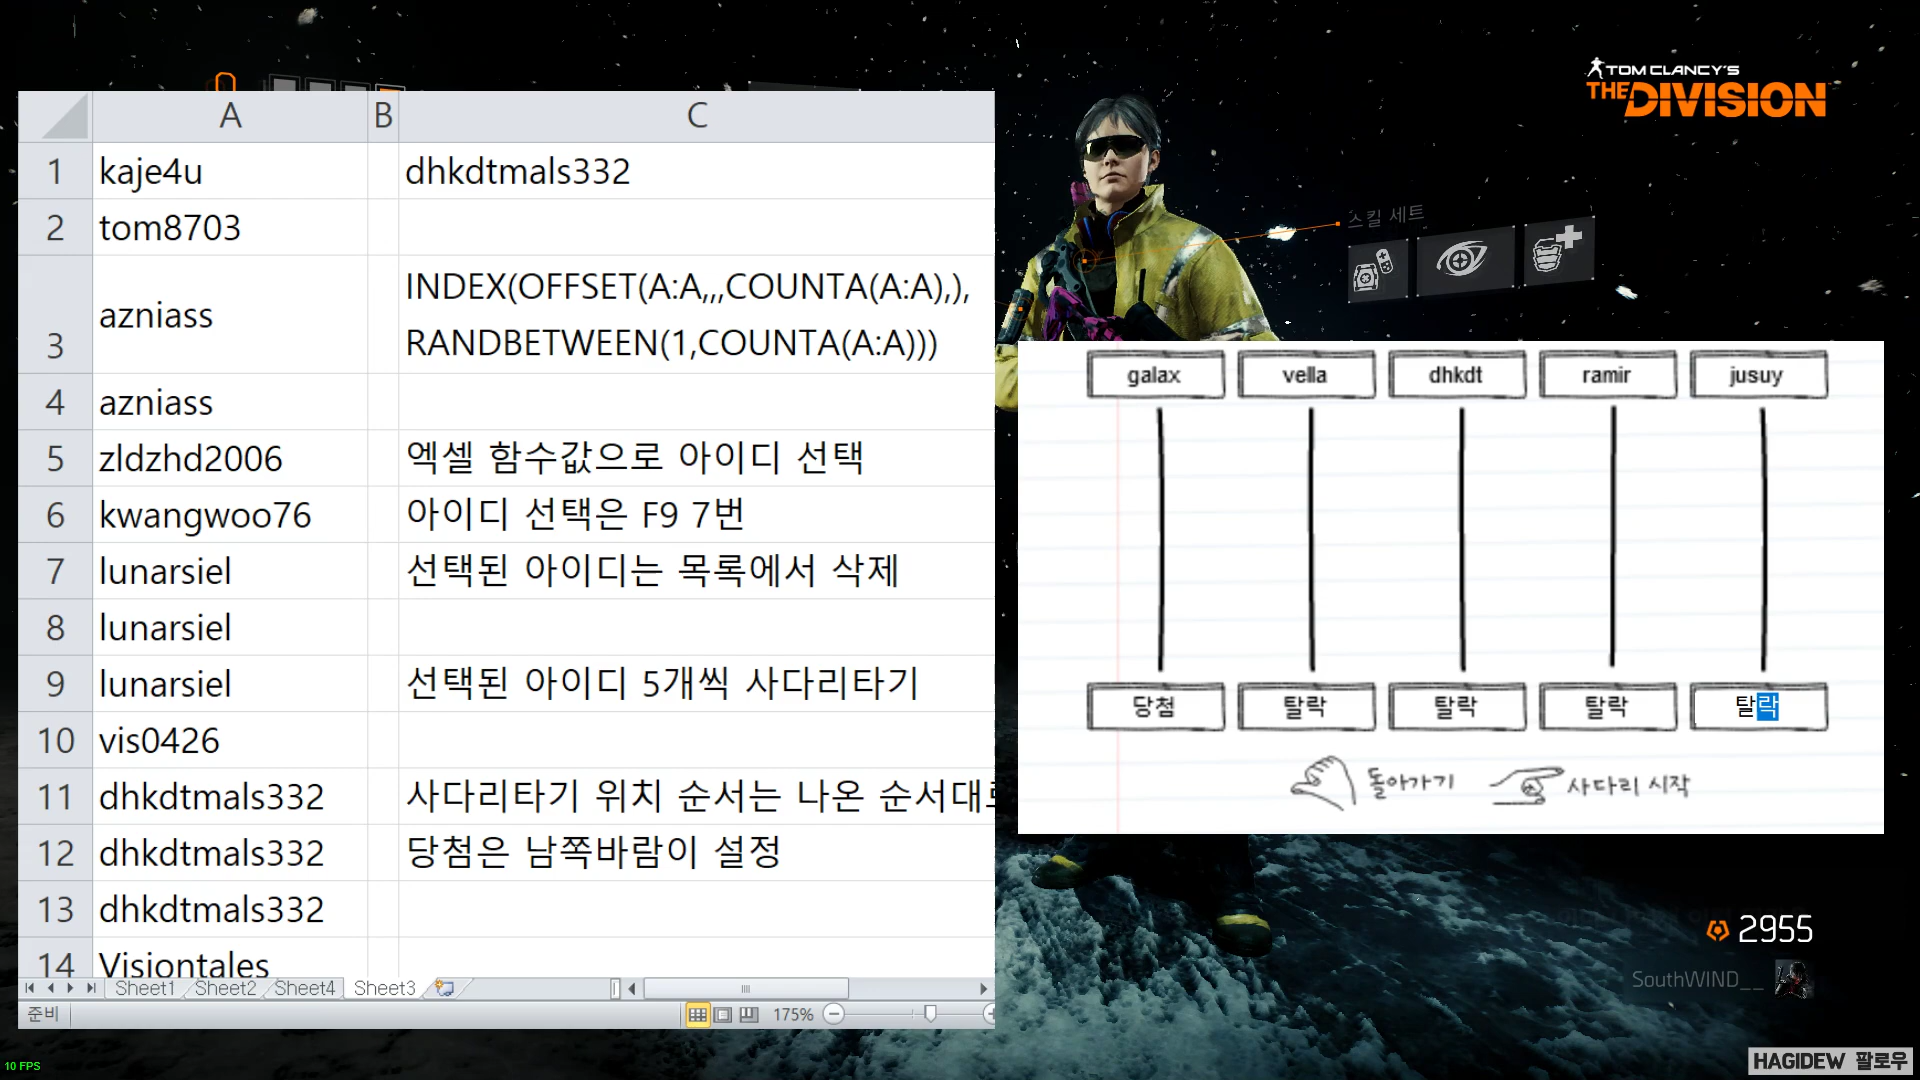 TOM CLANCY'S
THE DIVISION
스킬 세트
A B C
1 kaje4u dhkdtmals332
2 tom8703
3 azniass INDEX(OFFSET(A:A,,,COUNTA(A:A),),
RANDBETWEEN(1,COUNTA(A:A)))
4 azniass
5 zldzhd2006 엑셀 함수값으로 아이디 선택
6 kwangwoo76 아이디 선택은 F9 7번
7 lunarsiel 선택된 아이디는 목록에서 삭제
8 lunarsiel
9 lunarsiel 선택된 아이디 5개씩 사다리타기
10 vis0426
11 dhkdtmals332 사다리타기 위치 순서는 나온 순서대로
12 dhkdtmals332 당첨은 남쪽바람이 설정
13 dhkdtmals332
14 Visiontales
Sheet1 Sheet2 Sheet4 Sheet3
준비 175%
galax vella dhkdt ramir jusuy
당첨 탈락 탈락 탈락 탈락
돌아가기 사다리 시작
2955
SouthWIND__
10 FPS
HAGIDEW 팔로우